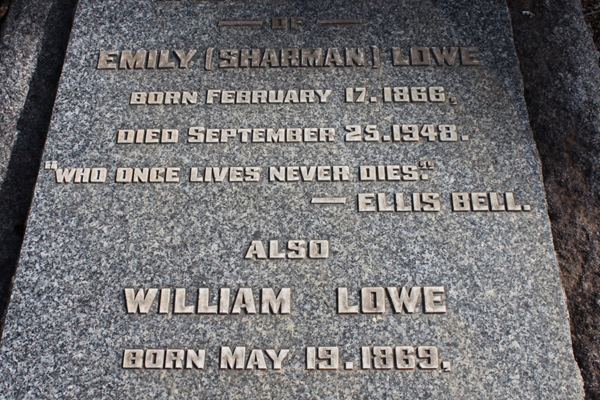 — OF —
EMILY (SHARMAN) LOWE
BORN FEBRUARY 17. 1866.
DIED SEPTEMBER 25.1948.
"WHO ONCE LIVES NEVER DIES."
— ELLIS BELL.
ALSO
WILLIAM LOWE
BORN MAY 19.1869.